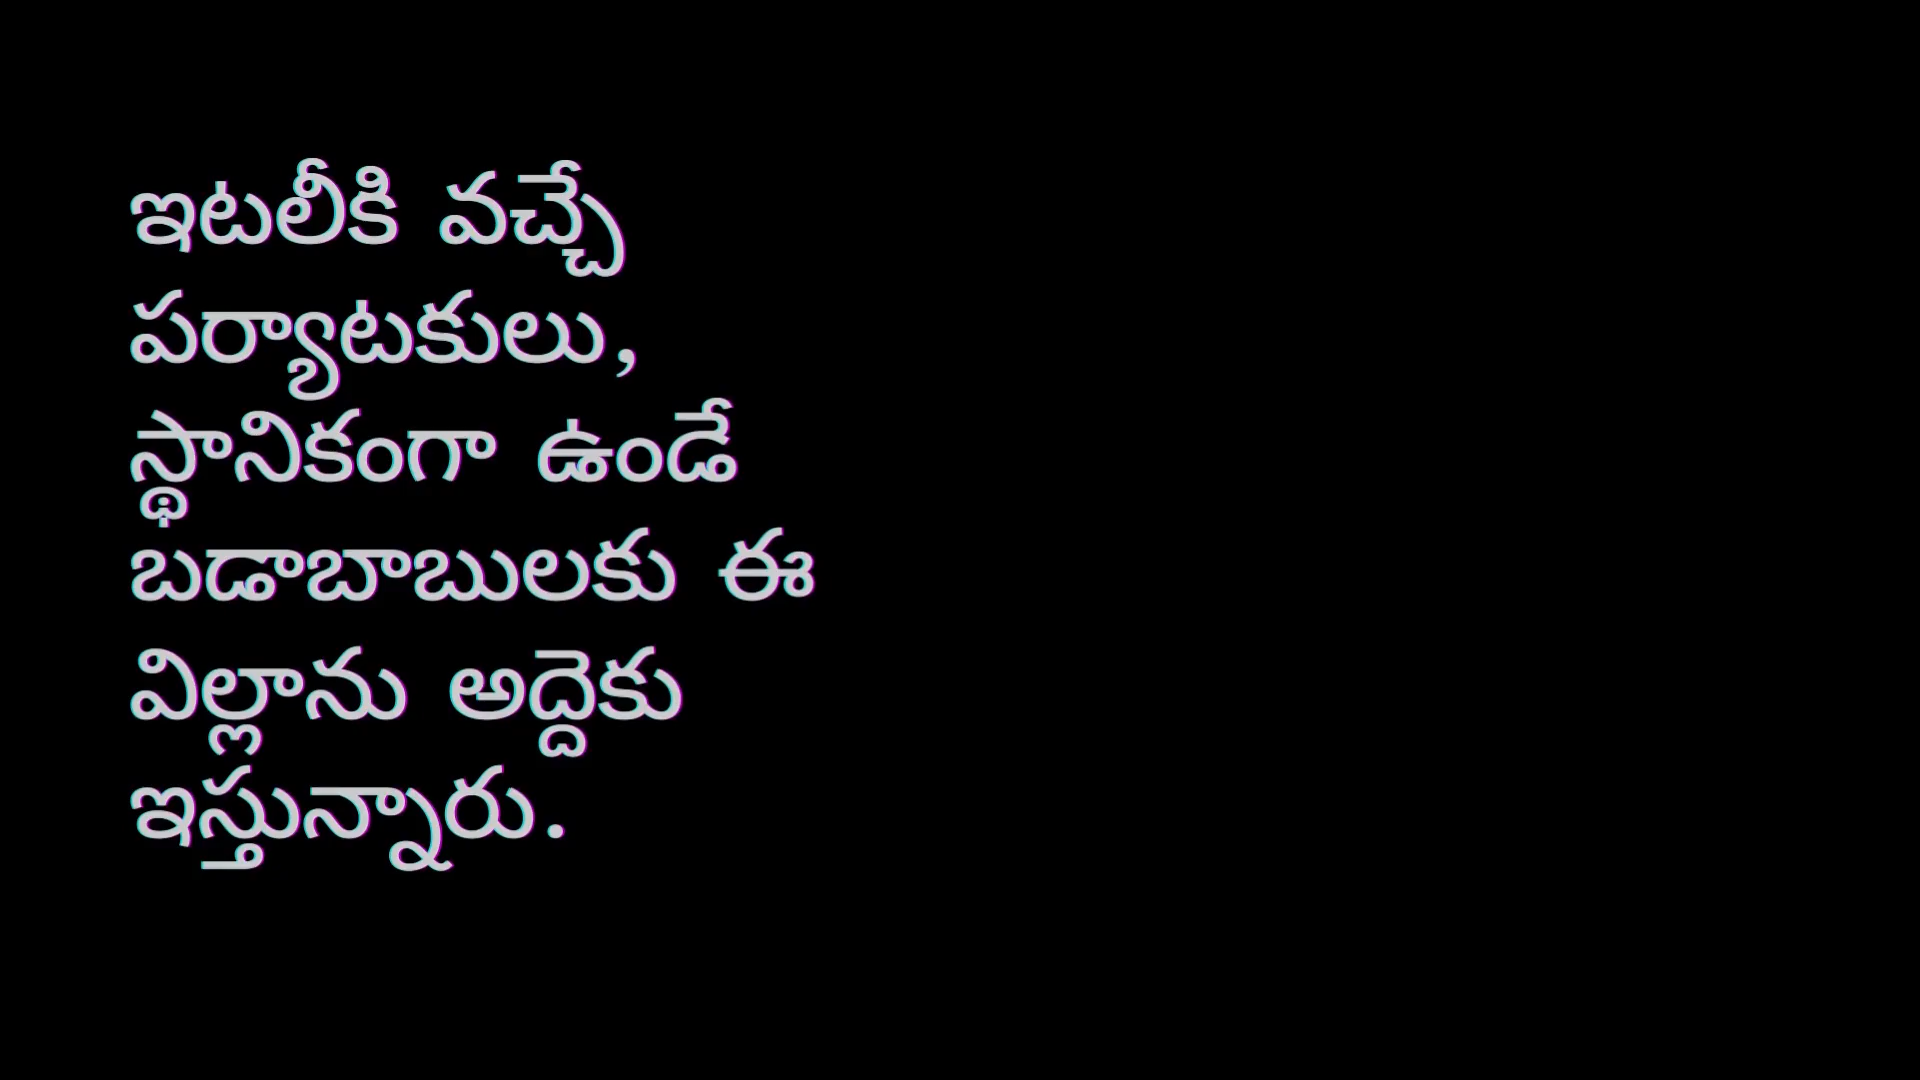 ఇటలీకి వచ్చే
పర్యాటకులు,
స్థానికంగా ఉండే
బడాబాబులకు ఈ
విల్లాను అద్దెకు
ఇస్తున్నారు.